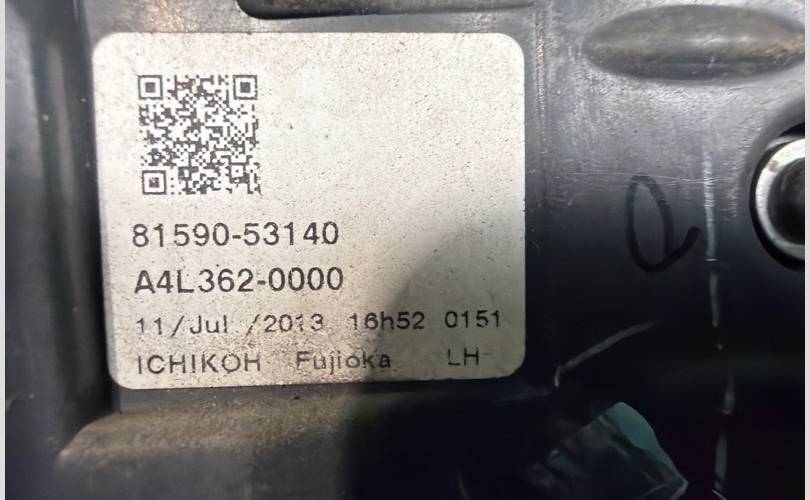 81590-53140
A4L362-0000
11/Jul /2013 16h52 0151
ICHIKOH Fujioka LH